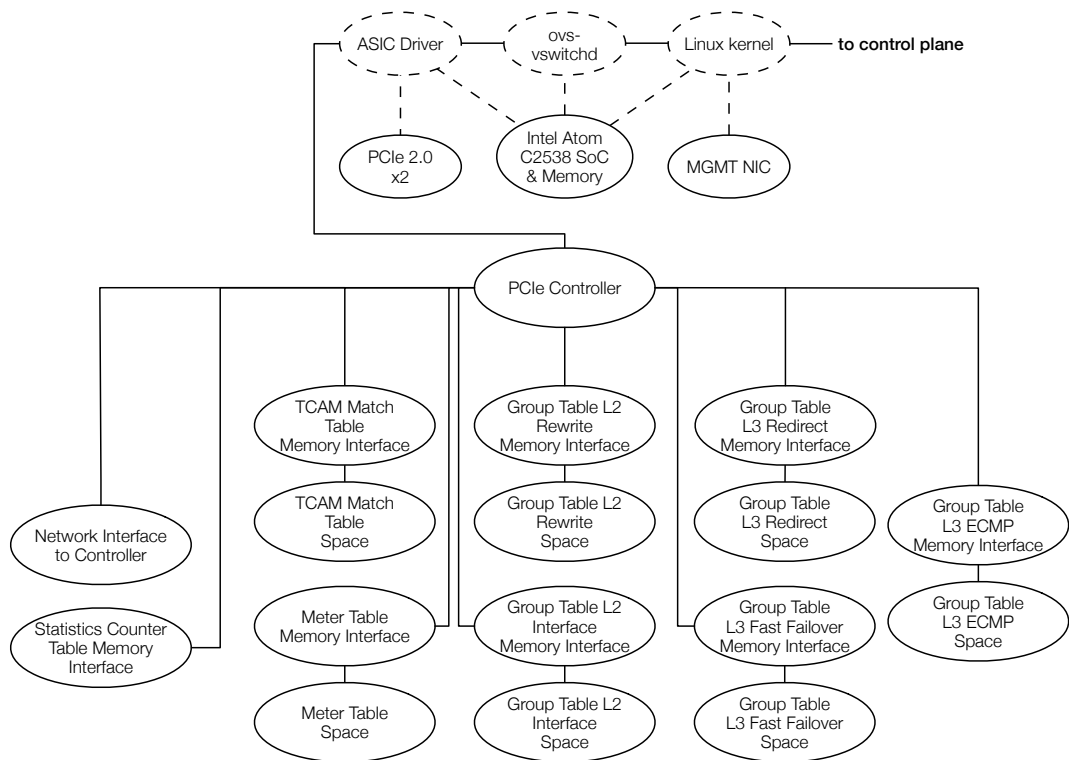 ASIC Driver
ovs-
vswitchd
Linux kernel
to control plane
PCIe 2.0
x2
Intel Atom
C2538 SoC
& Memory
MGMT NIC
PCIe Controller
TCAM Match
Table
Memory Interface
Group Table L2
Rewrite
Memory Interface
Group Table
L3 Redirect
Memory Interface
TCAM Match
Table
Space
Group Table L2
Rewrite
Space
Group Table
L3 Redirect
Space
Network Interface
to Controller
Group Table
L3 ECMP
Memory Interface
Statistics Counter
Table Memory
Interface
Meter Table
Memory Interface
Group Table L2
Interface
Memory Interface
Group Table
L3 Fast Failover
Memory Interface
Group Table
L3 ECMP
Space
Meter Table
Space
Group Table L2
Interface
Space
Group Table
L3 Fast Failover
Space